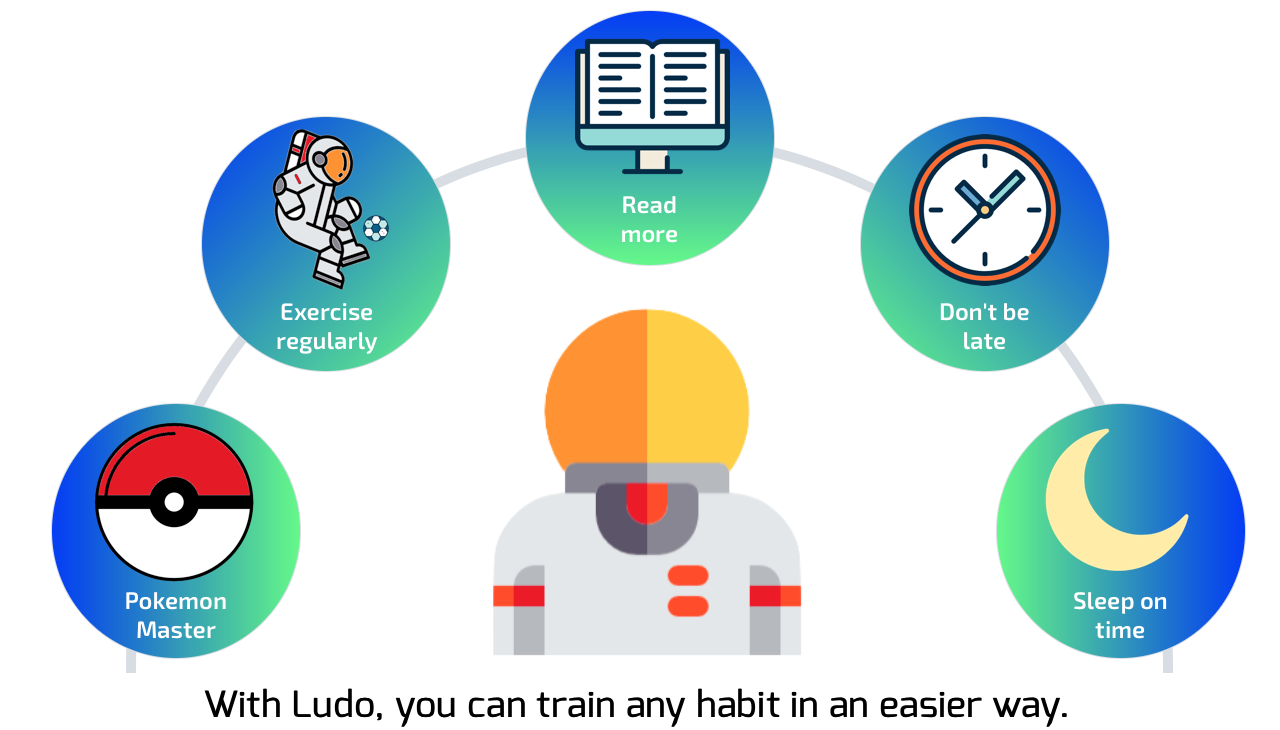 Read
more
Exercise
regularly
Don't be
late
Pokemon
Master
Sleep on
time
With Ludo, you can train any habit in an easier way.